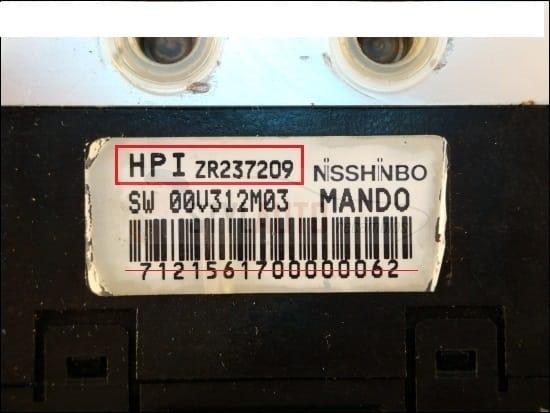 HPI ZR237209 NiSSHiNBO
SW 00V312M03 MANDO
7121561700000062